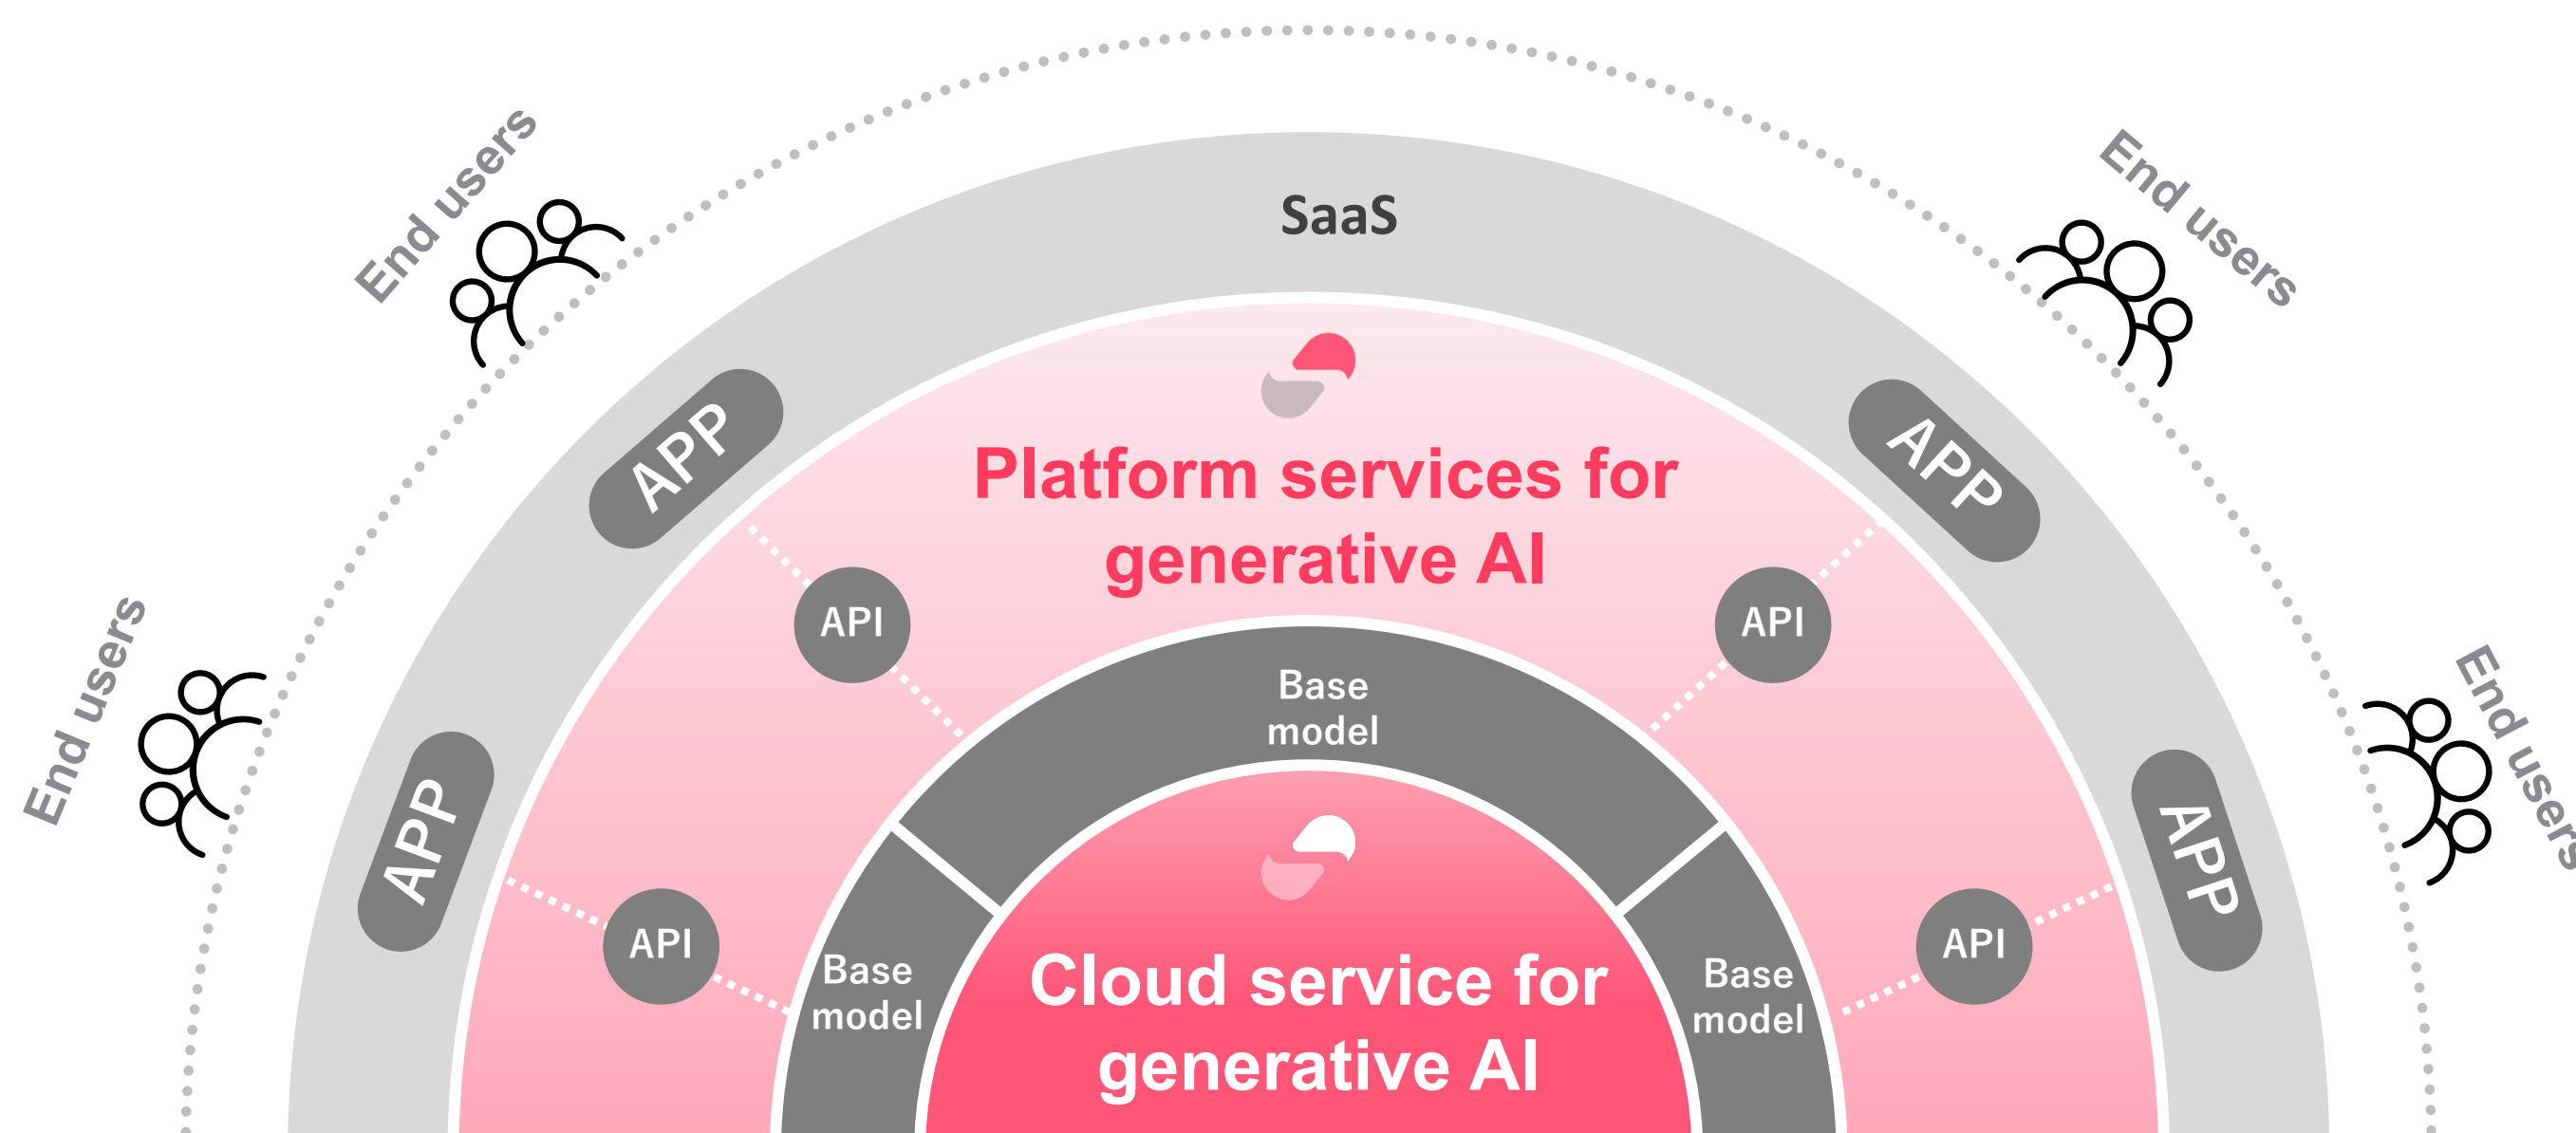 End users
End users
SaaS
APP
APP
Platform services for
generative AI
API
API
Base
model
End users
End users
APP
APP
API
API
Base
model
Base
model
Cloud service for
generative AI